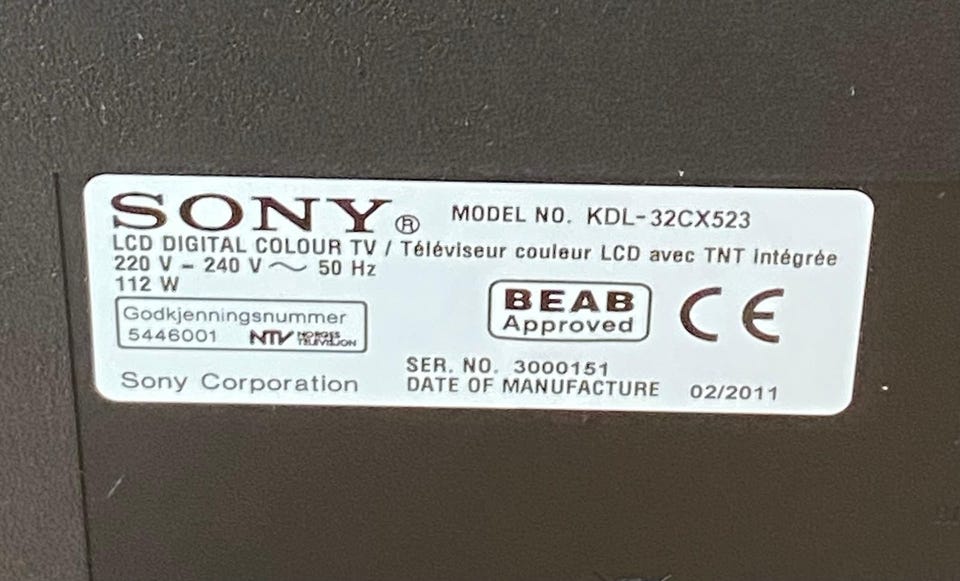 SONY® MODEL NO. KDL-32CX523
LCD DIGITAL COLOUR TV / Téléviseur couleur LCD avec TNT intégrée
220 V - 240 V ~ 50 Hz
112 W
Godkjenningsnummer
5446001 NTV NORGES TELEVISJON
BEAB
Approved
CE
SER. NO. 3000151
Sony Corporation DATE OF MANUFACTURE 02/2011